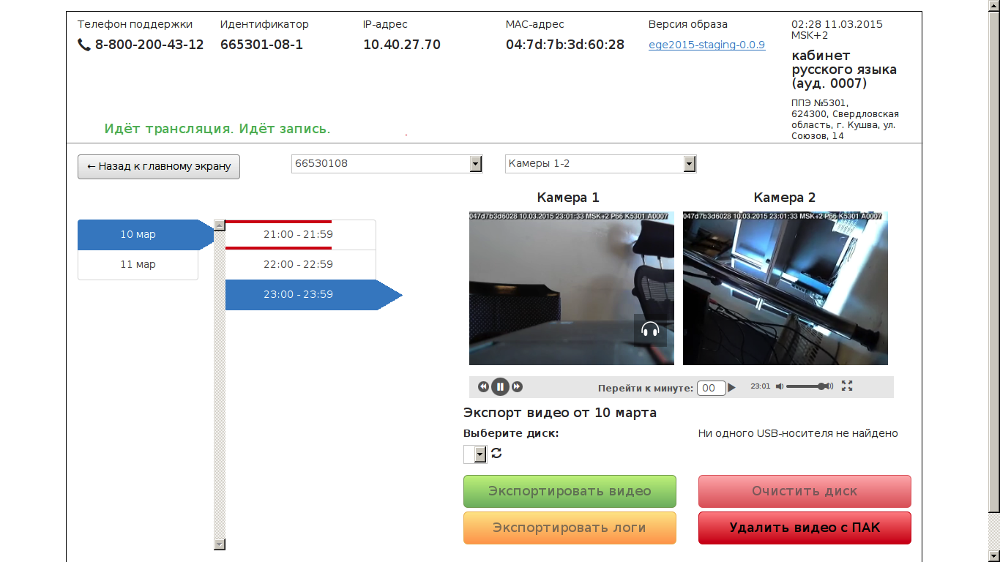 Телефон поддержки
8-800-200-43-12
Идентификатор
665301-08-1
IP-адрес
10.40.27.70
MAC-адрес
04:7d:7b:3d:60:28
Версия образа
ege2015-staging-0.0.9
02:28 11.03.2015
MSK+2
кабинет
русского языка
(ауд. 0007)
ППЭ №5301,
624300, Свердловская
область, г. Кушва, ул.
Союзов, 14
Идёт трансляция. Идёт запись.
← Назад к главному экрану
66530108
Камеры 1-2
10 мар
11 мар
21:00 - 21:59
22:00 - 22:59
23:00 - 23:59
Камера 1
047d7b3d6028 10.03.2015 23:01:33 MSK+2 P66 K5301 A0007
Камера 2
047d7b3d6028 10.03.2015 23:01:33 MSK+2 P66 K5301 A0007
Перейти к минуте: 00
23:01
Экспорт видео от 10 марта
Выберите диск:
Ни одного USB-носителя не найдено
Экспортировать видео
Очистить диск
Экспортировать логи
Удалить видео с ПАК